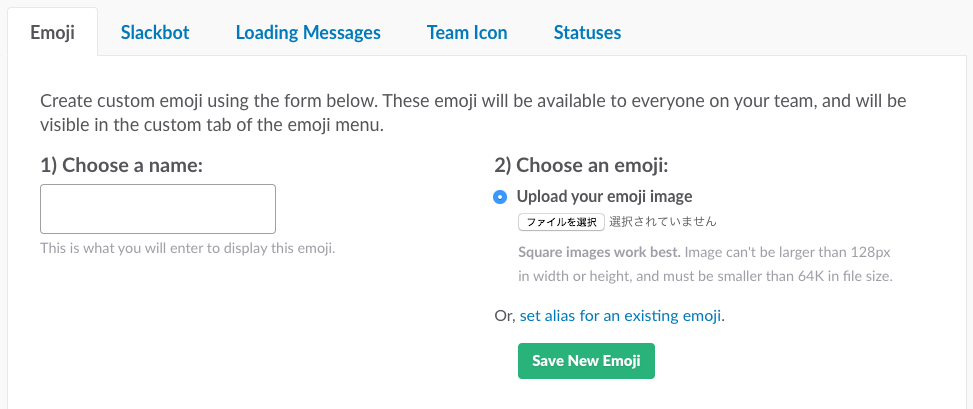 Emoji
Slackbot
Loading Messages
Team Icon
Statuses
Create custom emoji using the form below. These emoji will be available to everyone on your team, and will be
visible in the custom tab of the emoji menu.
1) Choose a name:
This is what you will enter to display this emoji.
2) Choose an emoji:
Upload your emoji image
ファイルを選択 選択されていません
Square images work best. Image can't be larger than 128px
in width or height, and must be smaller than 64K in file size.
Or, set alias for an existing emoji.
Save New Emoji